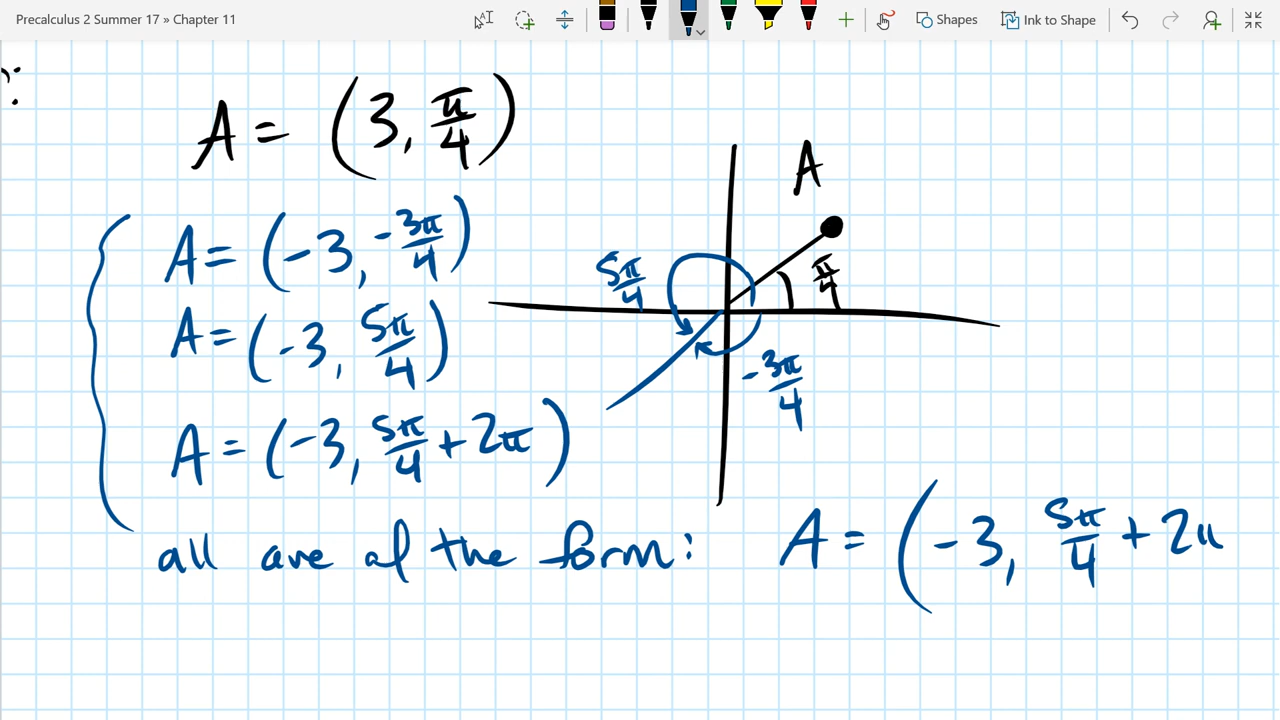 Precalculus 2 Summer 17 » Chapter 11
Shapes
Ink to Shape
A = (3, π/4)
A = (-3, -3π/4)
A = (-3, 5π/4)
A = (-3, 5π/4 + 2π)
all are of the form:
A = (-3, 5π/4 + 2π
A
π/4
5π/4
-3π/4